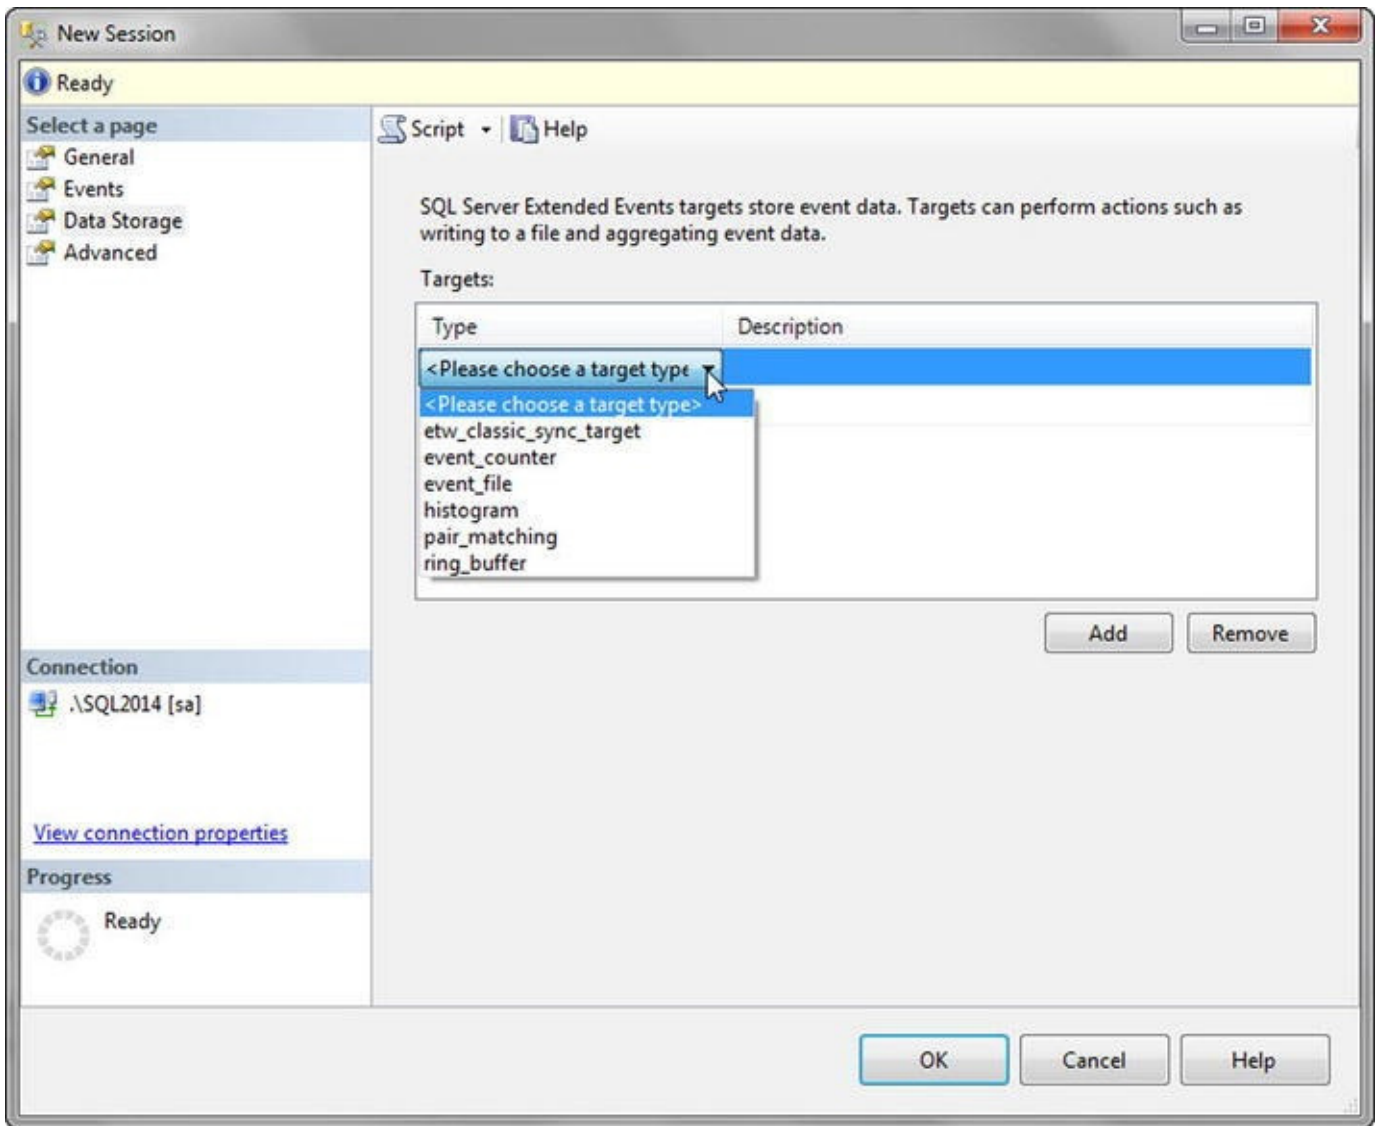 New Session
Ready
Select a page
General
Events
Data Storage
Advanced
Script
Help
SQL Server Extended Events targets store event data. Targets can perform actions such as
writing to a file and aggregating event data.
Targets:
Type
Description
<Please choose a target type
<Please choose a target type>
etw_classic_sync_target
event_counter
event_file
histogram
pair_matching
ring_buffer
Add
Remove
Connection
.\SQL2014 [sa]
View connection properties
Progress
Ready
OK
Cancel
Help